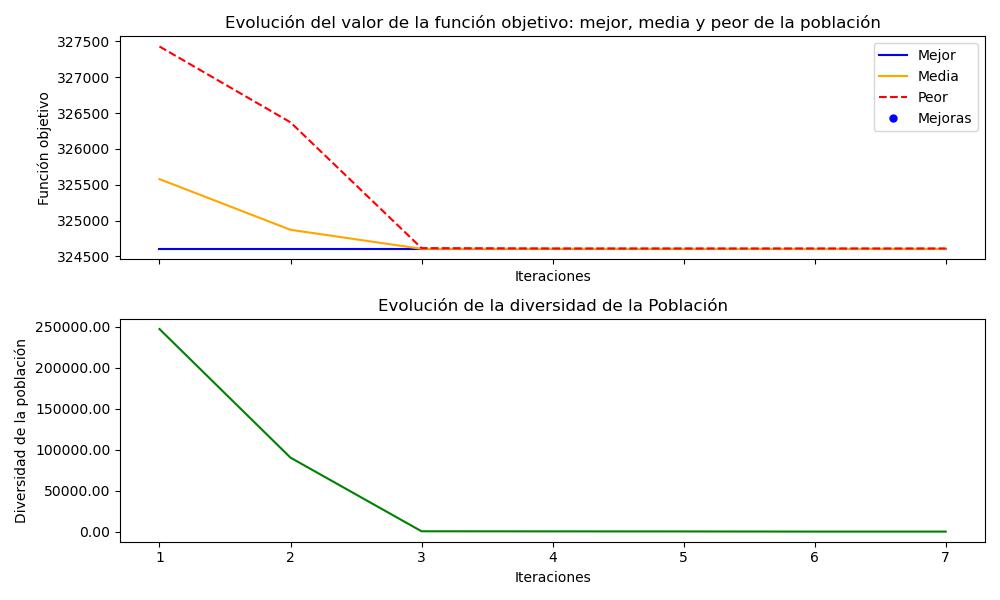 Evolución del valor de la función objetivo: mejor, media y peor de la población
327500
327000
326500
326000
325500
325000
324500
Función objetivo
Mejor
Media
Peor
Mejoras
Iteraciones
Evolución de la diversidad de la Población
250000.00
200000.00
150000.00
100000.00
50000.00
0.00
Diversidad de la población
1 2 3 4 5 6 7
Iteraciones